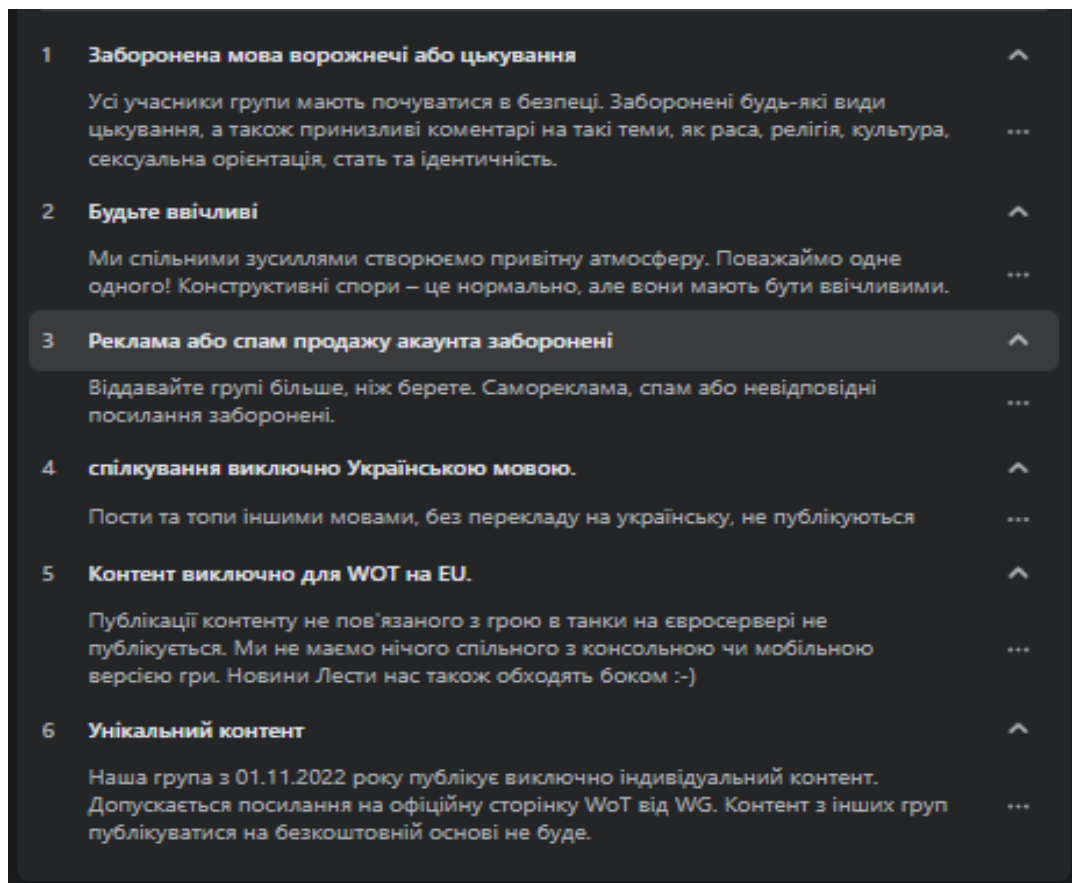 1 Заборонена мова ворожнечі або цькування
Усі учасники групи мають почуватися в безпеці. Заборонені будь-які види
цькування, а також принизливі коментарі на такі теми, як раса, релігія, культура,
сексуальна орієнтація, стать та ідентичність.
2 Будьте ввічливі
Ми спільними зусиллями створюємо привітну атмосферу. Поважаймо одне
одного! Конструктивні спори – це нормально, але вони мають бути ввічливими.
3 Реклама або спам продажу акаунта заборонені
Віддавайте групі більше, ніж берете. Самореклама, спам або невідповідні
посилання заборонені.
4 спілкування виключно Українською мовою.
Пости та топи іншими мовами, без перекладу на українську, не публікуються
5 Контент виключно для WOT на EU.
Публікації контенту не пов'язаного з грою в танки на євросервері не
публікується. Ми не маємо нічого спільного з консольною чи мобільною
версією гри. Новини Лести нас також обходять боком :-)
6 Унікальний контент
Наша група з 01.11.2022 року публікує виключно індивідуальний контент.
Допускається посилання на офіційну сторінку WoT від WG. Контент з інших груп
публікуватися на безкоштовній основі не буде.